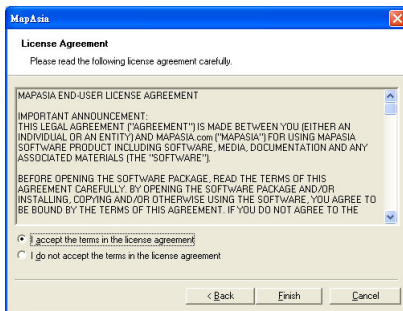 MapAsia
License Agreement
Please read the following license agreement carefully.
MAPASIA END-USER LICENSE AGREEMENT
IMPORTANT ANNOUNCEMENT:
THIS LEGAL AGREEMENT ("AGREEMENT") IS MADE BETWEEN YOU (EITHER AN
INDIVIDUAL OR AN ENTITY) AND MAPASIA.com ("MAPASIA") FOR USING MAPASIA
SOFTWARE PRODUCT INCLUDING SOFTWARE, MEDIA, DOCUMENTATION AND ANY
ASSOCIATED MATERIALS (THE "SOFTWARE").
BEFORE OPENING THE SOFTWARE PACKAGE, READ THE TERMS OF THIS
AGREEMENT CAREFULLY. BY OPENING THE SOFTWARE PACKAGE AND/OR
INSTALLING, COPYING AND/OR OTHERWISE USING THE SOFTWARE, YOU AGREE TO
BE BOUND BY THE TERMS OF THIS AGREEMENT. IF YOU DO NOT AGREE TO THE
I accept the terms in the license agreement
I do not accept the terms in the license agreement
< Back
Finish
Cancel